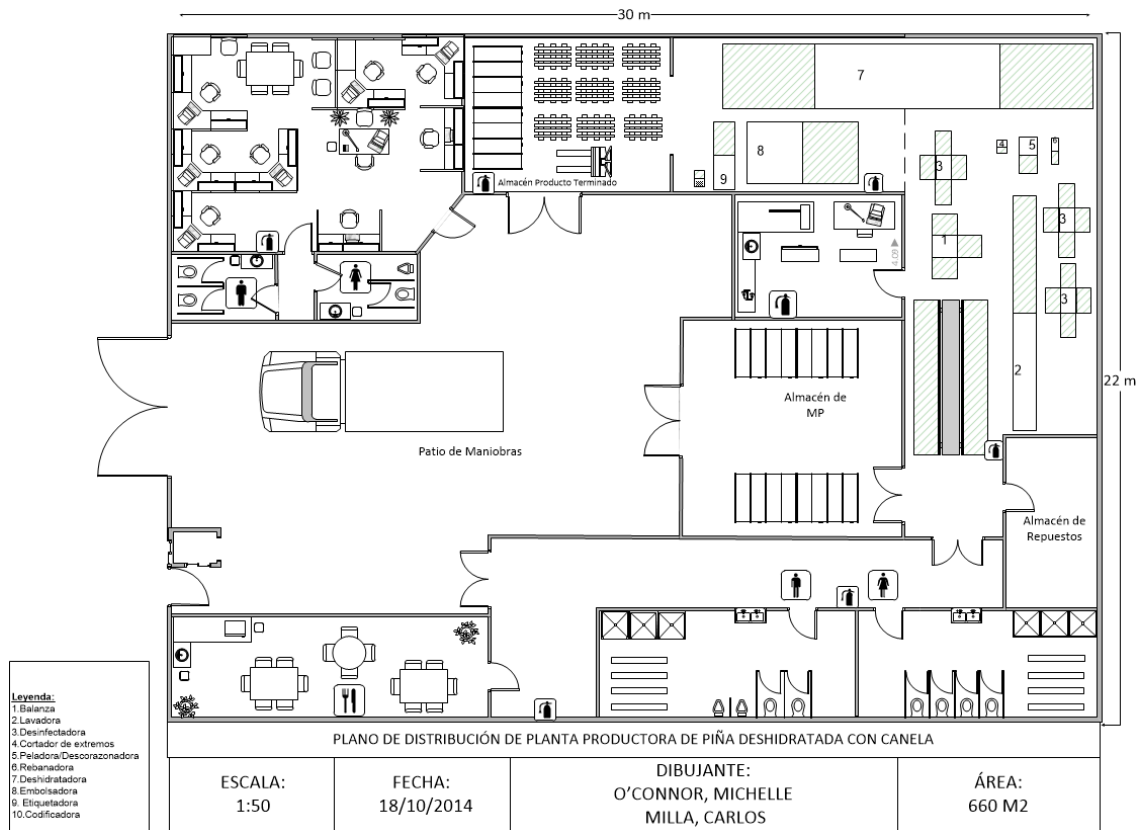 30 m
7
8
9
3
4
5
6
3
1
3
2
4.09
Almacén Producto Terminado
22 m
Almacén de
MP
Patio de Maniobras
Almacén de
Repuestos
Leyenda:
1.Balanza
2.Lavadora
3.Desinfectadora
4.Cortador de extremos
5.Peladora/Descorazonadora
6.Rebanadora
7.Deshidratadora
8.Embolsadora
9. Etiquetadora
10.Codificadora
PLANO DE DISTRIBUCIÓN DE PLANTA PRODUCTORA DE PIÑA DESHIDRATADA CON CANELA
ESCALA:
1:50
FECHA:
18/10/2014
DIBUJANTE:
O'CONNOR, MICHELLE
MILLA, CARLOS
ÁREA:
660 M2